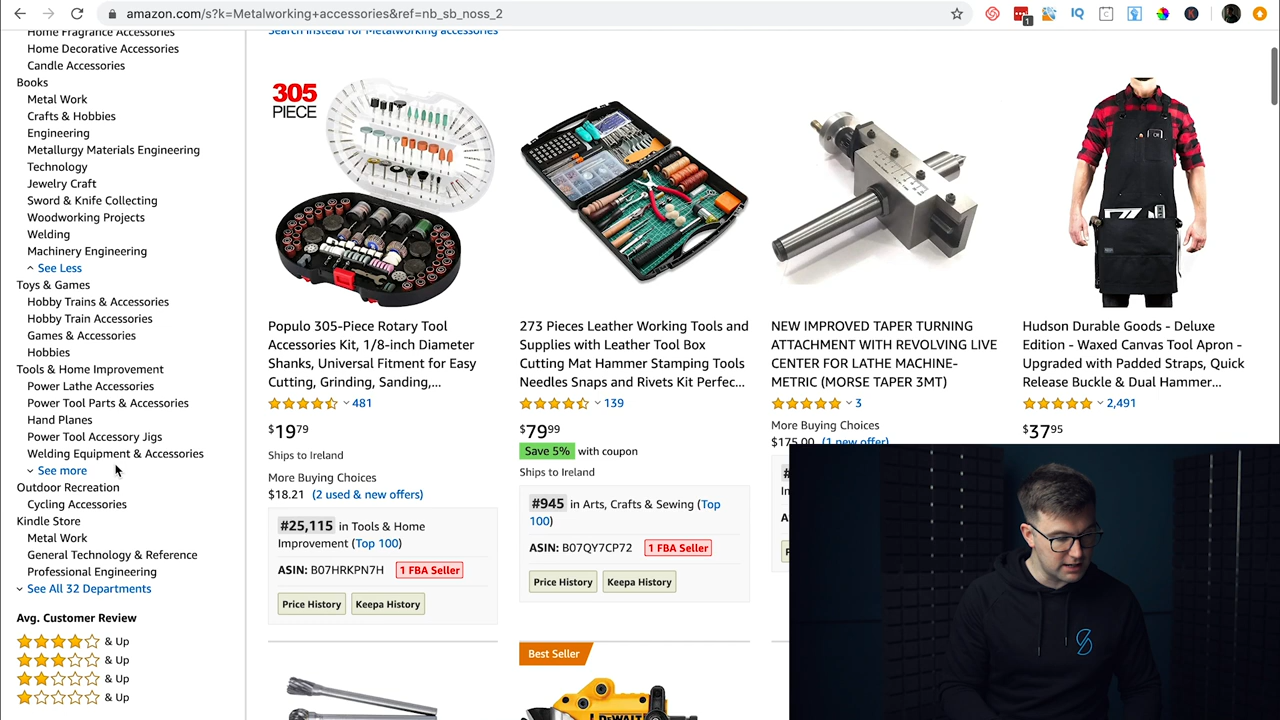 amazon.com/s?k=Metalworking+accessories&ref=nb_sb_noss_2
1
IQ
C
K
Home Fragrance Accessories
Home Decorative Accessories
Candle Accessories
Books
Metal Work
Crafts & Hobbies
Engineering
Metallurgy Materials Engineering
Technology
Jewelry Craft
Sword & Knife Collecting
Woodworking Projects
Welding
Machinery Engineering
See Less
Toys & Games
Hobby Trains & Accessories
Hobby Train Accessories
Games & Accessories
Hobbies
Tools & Home Improvement
Power Lathe Accessories
Power Tool Parts & Accessories
Hand Planes
Power Tool Accessory Jigs
Welding Equipment & Accessories
See more
Outdoor Recreation
Cycling Accessories
Kindle Store
Metal Work
General Technology & Reference
Professional Engineering
See All 32 Departments
Avg. Customer Review
& Up
& Up
& Up
& Up
Search instead for Metalworking accessories
305
PIECE
Populo 305-Piece Rotary Tool
Accessories Kit, 1/8-inch Diameter
Shanks, Universal Fitment for Easy
Cutting, Grinding, Sanding,...
481
$19 79
Ships to Ireland
More Buying Choices
$18.21 (2 used & new offers)
#25,115 in Tools & Home
Improvement (Top 100)
ASIN: B07HRKPN7H 1 FBA Seller
Price History Keepa History
273 Pieces Leather Working Tools and
Supplies with Leather Tool Box
Cutting Mat Hammer Stamping Tools
Needles Snaps and Rivets Kit Perfec...
139
$79 99
Save 5% with coupon
Ships to Ireland
#945 in Arts, Crafts & Sewing (Top
100)
ASIN: B07QY7CP72 1 FBA Seller
Price History Keepa History
Best Seller
DEWALT
NEW IMPROVED TAPER TURNING
ATTACHMENT WITH REVOLVING LIVE
CENTER FOR LATHE MACHINE-
METRIC (MORSE TAPER 3MT)
3
More Buying Choices
$175.00 (1 new offer)
Hudson Durable Goods - Deluxe
Edition - Waxed Canvas Tool Apron -
Upgraded with Padded Straps, Quick
Release Buckle & Dual Hammer...
2,491
$37 95